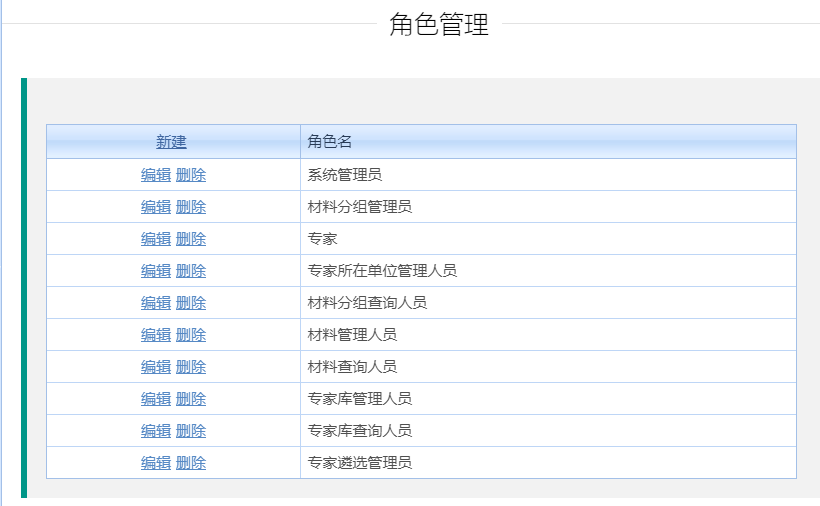 角色管理
新建 角色名
编辑 删除 系统管理员
编辑 删除 材料分组管理员
编辑 删除 专家
编辑 删除 专家所在单位管理人员
编辑 删除 材料分组查询人员
编辑 删除 材料管理人员
编辑 删除 材料查询人员
编辑 删除 专家库管理人员
编辑 删除 专家库查询人员
编辑 删除 专家遴选管理员